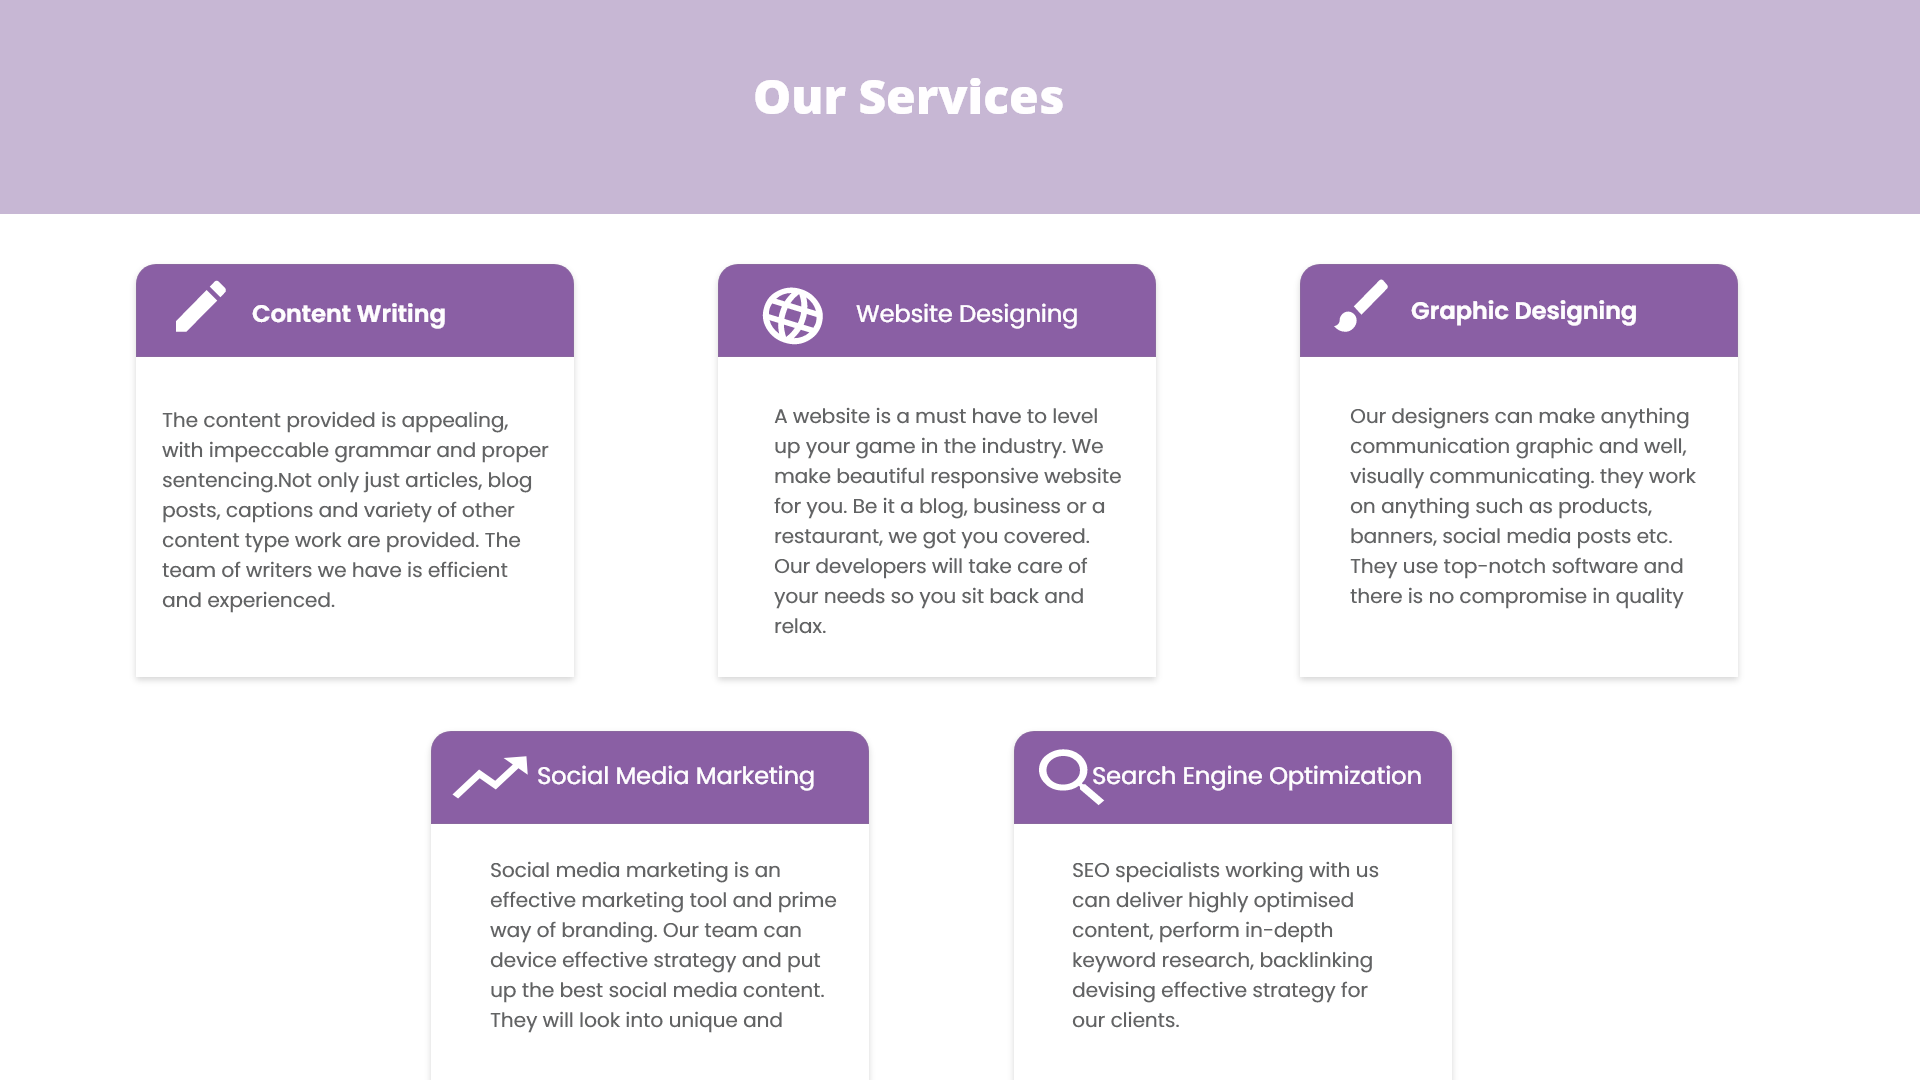 Our Services
Content Writing
The content provided is appealing,
with impeccable grammar and proper
sentencing.Not only just articles, blog
posts, captions and variety of other
content type work are provided. The
team of writers we have is efficient
and experienced.
Website Designing
A website is a must have to level
up your game in the industry. We
make beautiful responsive website
for you. Be it a blog, business or a
restaurant, we got you covered.
Our developers will take care of
your needs so you sit back and
relax.
Graphic Designing
Our designers can make anything
communication graphic and well,
visually communicating. they work
on anything such as products,
banners, social media posts etc.
They use top-notch software and
there is no compromise in quality
Social Media Marketing
Social media marketing is an
effective marketing tool and prime
way of branding. Our team can
device effective strategy and put
up the best social media content.
They will look into unique and
Search Engine Optimization
SEO specialists working with us
can deliver highly optimised
content, perform in-depth
keyword research, backlinking
devising effective strategy for
our clients.